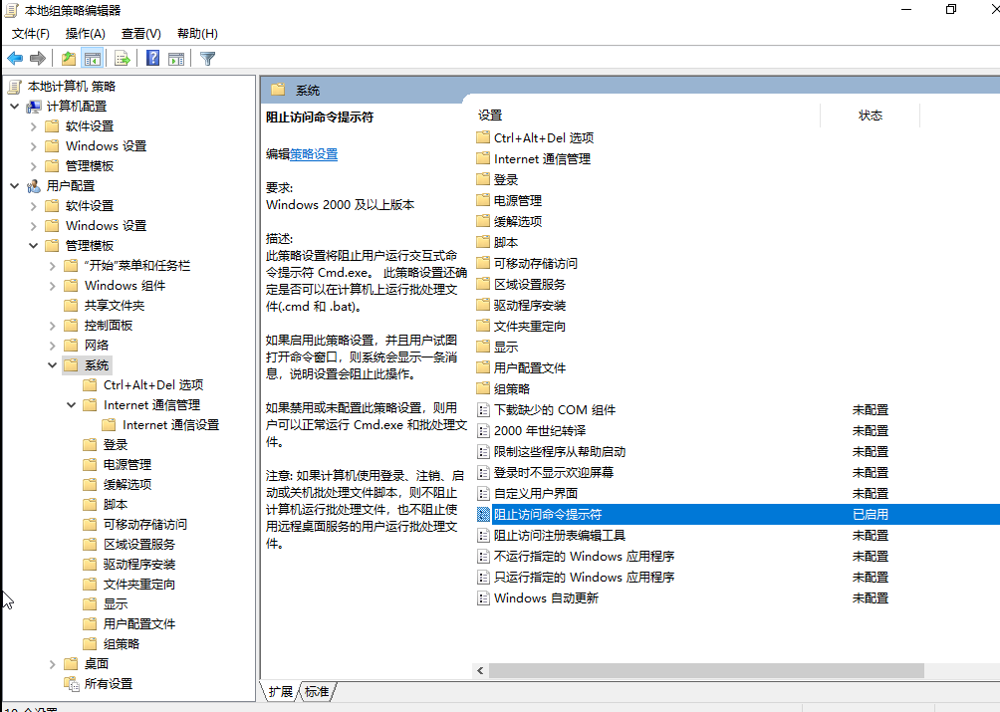 本地组策略编辑器
文件(F) 操作(A) 查看(V) 帮助(H)
本地计算机 策略
计算机配置
软件设置
Windows 设置
管理模板
用户配置
软件设置
Windows 设置
管理模板
"开始"菜单和任务栏
Windows 组件
共享文件夹
控制面板
网络
系统
Ctrl+Alt+Del 选项
Internet 通信管理
Internet 通信设置
登录
电源管理
缓解选项
脚本
可移动存储访问
区域设置服务
驱动程序安装
文件夹重定向
显示
用户配置文件
组策略
桌面
所有设置
系统
阻止访问命令提示符
编辑策略设置
要求:
Windows 2000 及以上版本
描述:
此策略设置将阻止用户运行交互式命
令提示符 Cmd.exe。 此策略设置还确
定是否可以在计算机上运行批处理文
件(.cmd 和 .bat)。
如果启用此策略设置，并且用户试图
打开命令窗口，则系统会显示一条消
息，说明设置会阻止此操作。
如果禁用或未配置此策略设置，则用
户可以正常运行 Cmd.exe 和批处理文
件。
注意: 如果计算机使用登录、注销、启
动或关机批处理文件脚本，则不阻止
计算机运行批处理文件，也不阻止使
用远程桌面服务的用户运行批处理文
件。
设置 状态
Ctrl+Alt+Del 选项
Internet 通信管理
登录
电源管理
缓解选项
脚本
可移动存储访问
区域设置服务
驱动程序安装
文件夹重定向
显示
用户配置文件
组策略
下载缺少的 COM 组件 未配置
2000 年世纪转译 未配置
限制这些程序从帮助启动 未配置
登录时不显示欢迎屏幕 未配置
自定义用户界面 未配置
阻止访问命令提示符 已启用
阻止访问注册表编辑工具 未配置
不运行指定的 Windows 应用程序 未配置
只运行指定的 Windows 应用程序 未配置
Windows 自动更新 未配置
扩展 标准